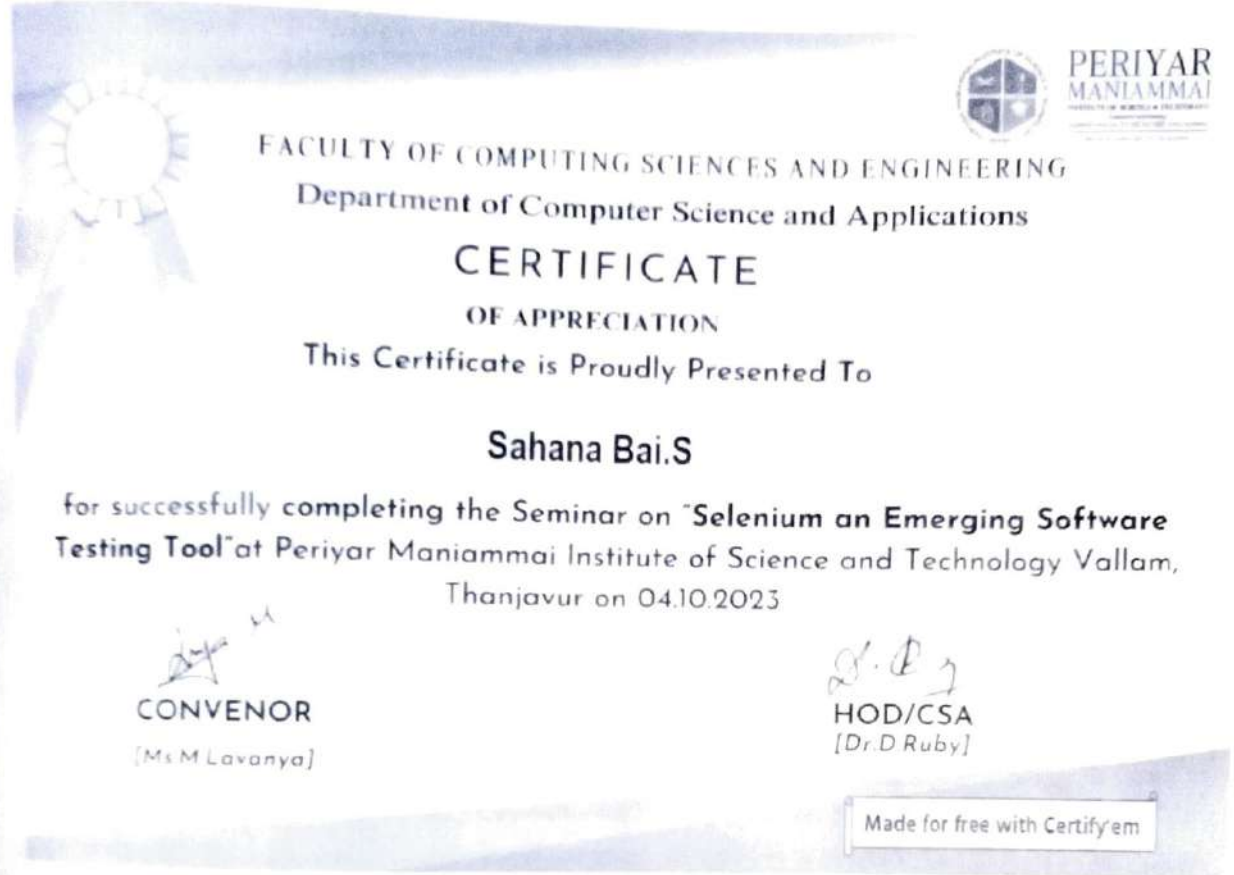 PERIYAR
MANIAMMAI
FACULTY OF COMPUTING SCIENCES AND ENGINEERING
Department of Computer Science and Applications
CERTIFICATE
OF APPRECIATION
This Certificate is Proudly Presented To
Sahana Bai.S
for successfully completing the Seminar on "Selenium an Emerging Software
Testing Tool" at Periyar Maniammai Institute of Science and Technology Vallam,
Thanjavur on 04.10.2023
CONVENOR
[Ms M Lavanya]
HOD/CSA
[Dr.D.Ruby]
Made for free with Certify'em